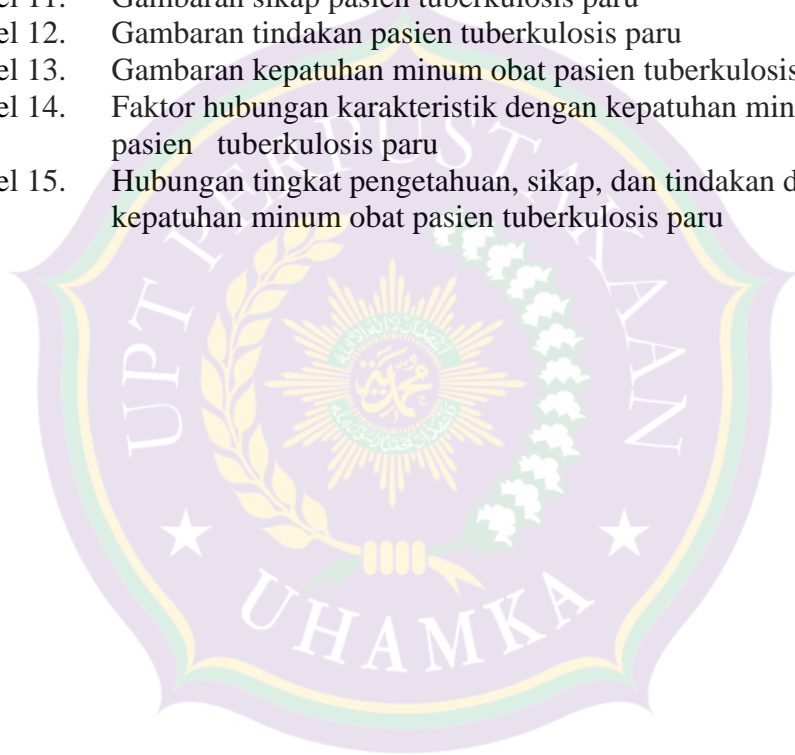 el 11. Gambaran sikap pasien tuberkulosis paru
el 12. Gambaran tindakan pasien tuberkulosis paru
el 13. Gambaran kepatuhan minum obat pasien tuberkulosis
el 14. Faktor hubungan karakteristik dengan kepatuhan min
pasien tuberkulosis paru
el 15. Hubungan tingkat pengetahuan, sikap, dan tindakan d
kepatuhan minum obat pasien tuberkulosis paru
UPT PERPUSTAKAAN
محمدية
UHAMKA